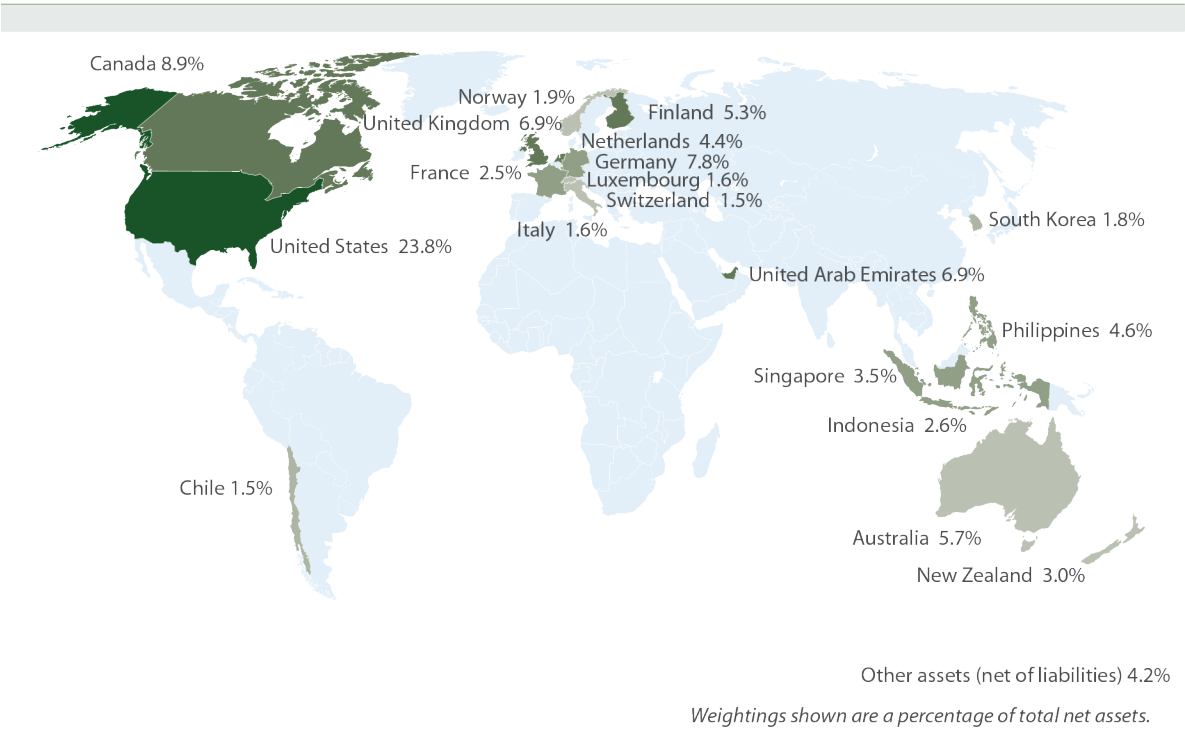 Canada 8.9%
Norway 1.9%
Finland 5.3%
United Kingdom 6.9%
Netherlands 4.4%
Germany 7.8%
France 2.5%
Luxembourg 1.6%
Switzerland 1.5%
Italy 1.6%
South Korea 1.8%
United States 23.8%
United Arab Emirates 6.9%
Philippines 4.6%
Singapore 3.5%
Indonesia 2.6%
Chile 1.5%
Australia 5.7%
New Zealand 3.0%
Other assets (net of liabilities) 4.2%
Weightings shown are a percentage of total net assets.